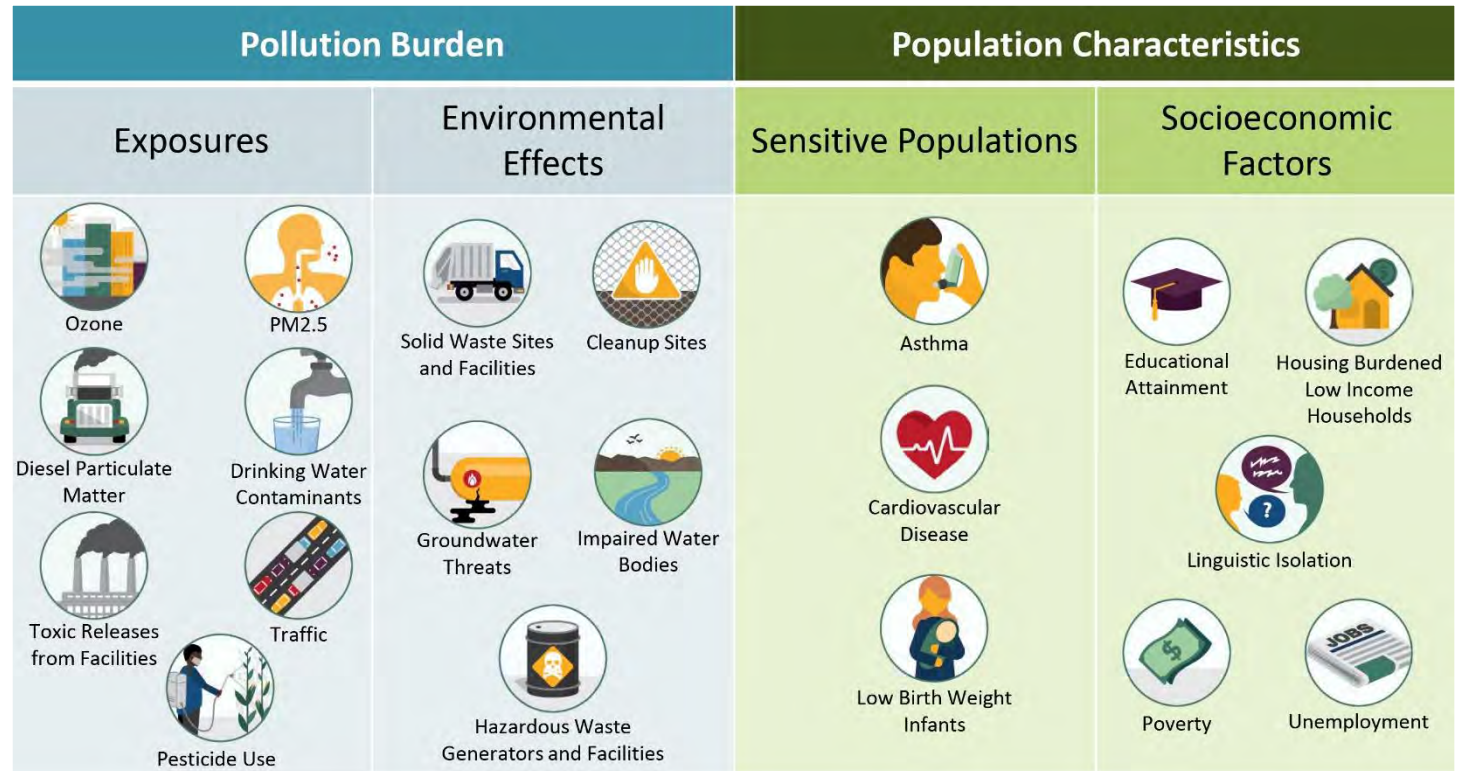 Pollution Burden
Population Characteristics
Exposures
Environmental
Effects
Sensitive Populations
Socioeconomic
Factors
Ozone
PM2.5
Diesel Particulate
Matter
Drinking Water
Contaminants
Toxic Releases
from Facilities
Traffic
Pesticide Use
Solid Waste Sites
and Facilities
Cleanup Sites
Groundwater
Threats
Impaired Water
Bodies
Hazardous Waste
Generators and Facilities
Asthma
Cardiovascular
Disease
Low Birth Weight
Infants
$
Educational
Attainment
Housing Burdened
Low Income
Households
?
Linguistic Isolation
$
Poverty
JOBS
Unemployment